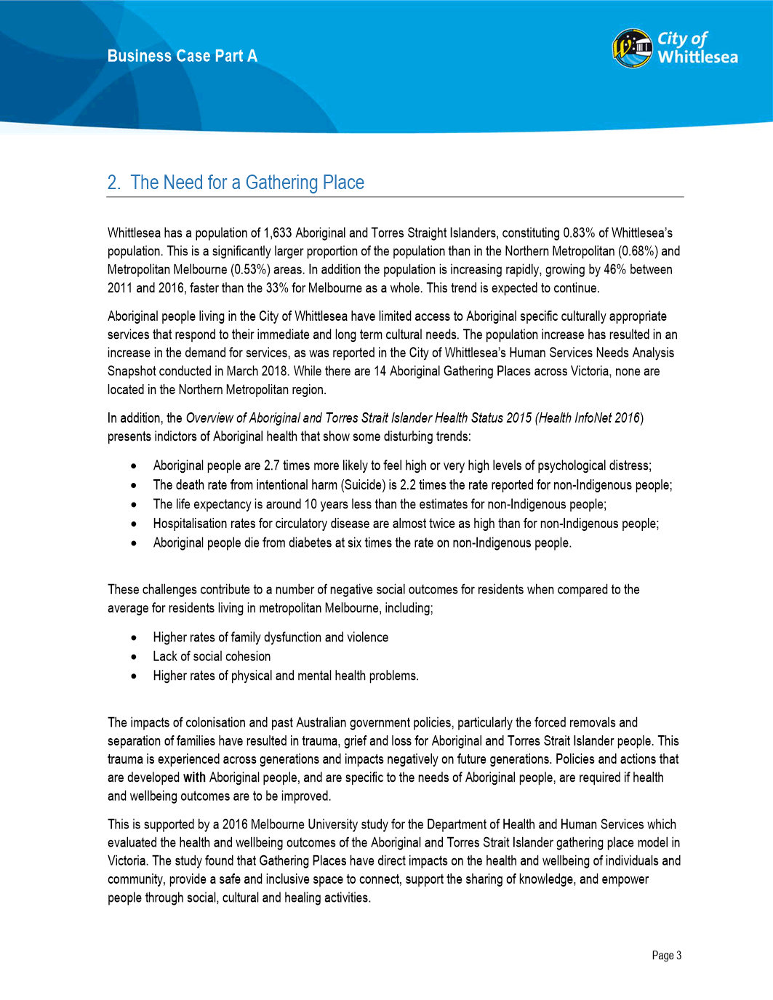 Business Case Part A
City of
Whittlesea
2. The Need for a Gathering Place
Whittlesea has a population of 1,633 Aboriginal and Torres Straight Islanders, constituting 0.83% of Whittlesea’s
population. This is a significantly larger proportion of the population than in the Northern Metropolitan (0.68%) and
Metropolitan Melbourne (0.53%) areas. In addition the population is increasing rapidly, growing by 46% between
2011 and 2016, faster than the 33% for Melbourne as a whole. This trend is expected to continue.
Aboriginal people living in the City of Whittlesea have limited access to Aboriginal specific culturally appropriate
services that respond to their immediate and long term cultural needs. The population increase has resulted in an
increase in the demand for services, as was reported in the City of Whittlesea’s Human Services Needs Analysis
Snapshot conducted in March 2018. While there are 14 Aboriginal Gathering Places across Victoria, none are
located in the Northern Metropolitan region.
In addition, the Overview of Aboriginal and Torres Strait Islander Health Status 2015 (Health InfoNet 2016)
presents indictors of Aboriginal health that show some disturbing trends:
• Aboriginal people are 2.7 times more likely to feel high or very high levels of psychological distress;
• The death rate from intentional harm (Suicide) is 2.2 times the rate reported for non-Indigenous people;
• The life expectancy is around 10 years less than the estimates for non-Indigenous people;
• Hospitalisation rates for circulatory disease are almost twice as high than for non-Indigenous people;
• Aboriginal people die from diabetes at six times the rate on non-Indigenous people.
These challenges contribute to a number of negative social outcomes for residents when compared to the
average for residents living in metropolitan Melbourne, including;
• Higher rates of family dysfunction and violence
• Lack of social cohesion
• Higher rates of physical and mental health problems.
The impacts of colonisation and past Australian government policies, particularly the forced removals and
separation of families have resulted in trauma, grief and loss for Aboriginal and Torres Strait Islander people. This
trauma is experienced across generations and impacts negatively on future generations. Policies and actions that
are developed with Aboriginal people, and are specific to the needs of Aboriginal people, are required if health
and wellbeing outcomes are to be improved.
This is supported by a 2016 Melbourne University study for the Department of Health and Human Services which
evaluated the health and wellbeing outcomes of the Aboriginal and Torres Strait Islander gathering place model in
Victoria. The study found that Gathering Places have direct impacts on the health and wellbeing of individuals and
community, provide a safe and inclusive space to connect, support the sharing of knowledge, and empower
people through social, cultural and healing activities.
Page 3